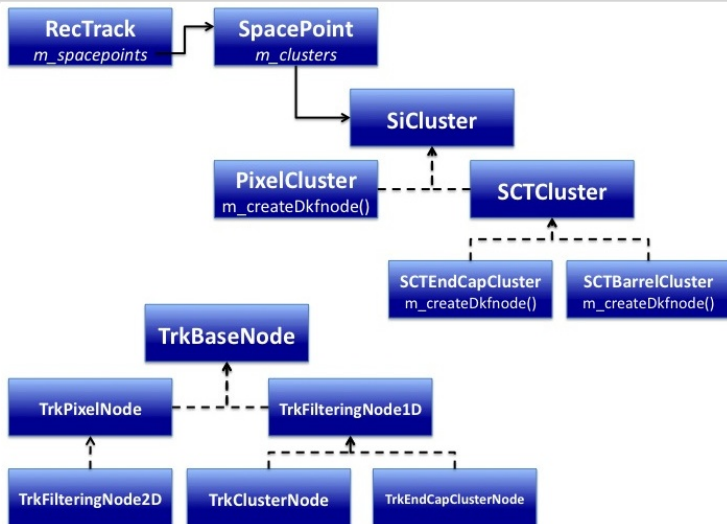 RecTrack
m_spacepoints
SpacePoint
m_clusters
SiCluster
PixelCluster
m_createDkfnode()
SCTCluster
SCTEndCapCluster
m_createDkfnode()
SCTBarrelCluster
m_createDkfnode()
TrkBaseNode
TrkPixelNode
TrkFilteringNode1D
TrkFilteringNode2D
TrkClusterNode
TrkEndCapClusterNode